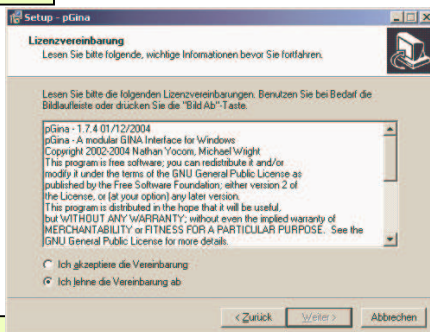 Setup - pGina
Lizenzvereinbarung
Lesen Sie bitte folgende, wichtige Informationen bevor Sie fortfahren.
Lesen Sie bitte die folgenden Lizenzvereinbarungen. Benutzen Sie bei Bedarf die
Bildlaufleiste oder drücken Sie die "Bild Ab"-Taste.
pGina - 1.7.4 01/12/2004
pGina - A modular GINA Interface for Windows
Copyright 2002-2004 Nathan Yocom, Michael Wright
This program is free software; you can redistribute it and/or
modify it under the terms of the GNU General Public License as
published by the Free Software Foundation; either version 2 of
the License, or (at your option) any later version.
This program is distributed in the hope that it will be useful,
but WITHOUT ANY WARRANTY; without even the implied warranty of
MERCHANTABILITY or FITNESS FOR A PARTICULAR PURPOSE. See the
GNU General Public License for more details.
Ich akzeptiere die Vereinbarung
Ich lehne die Vereinbarung ab
< Zurück Weiter > Abbrechen